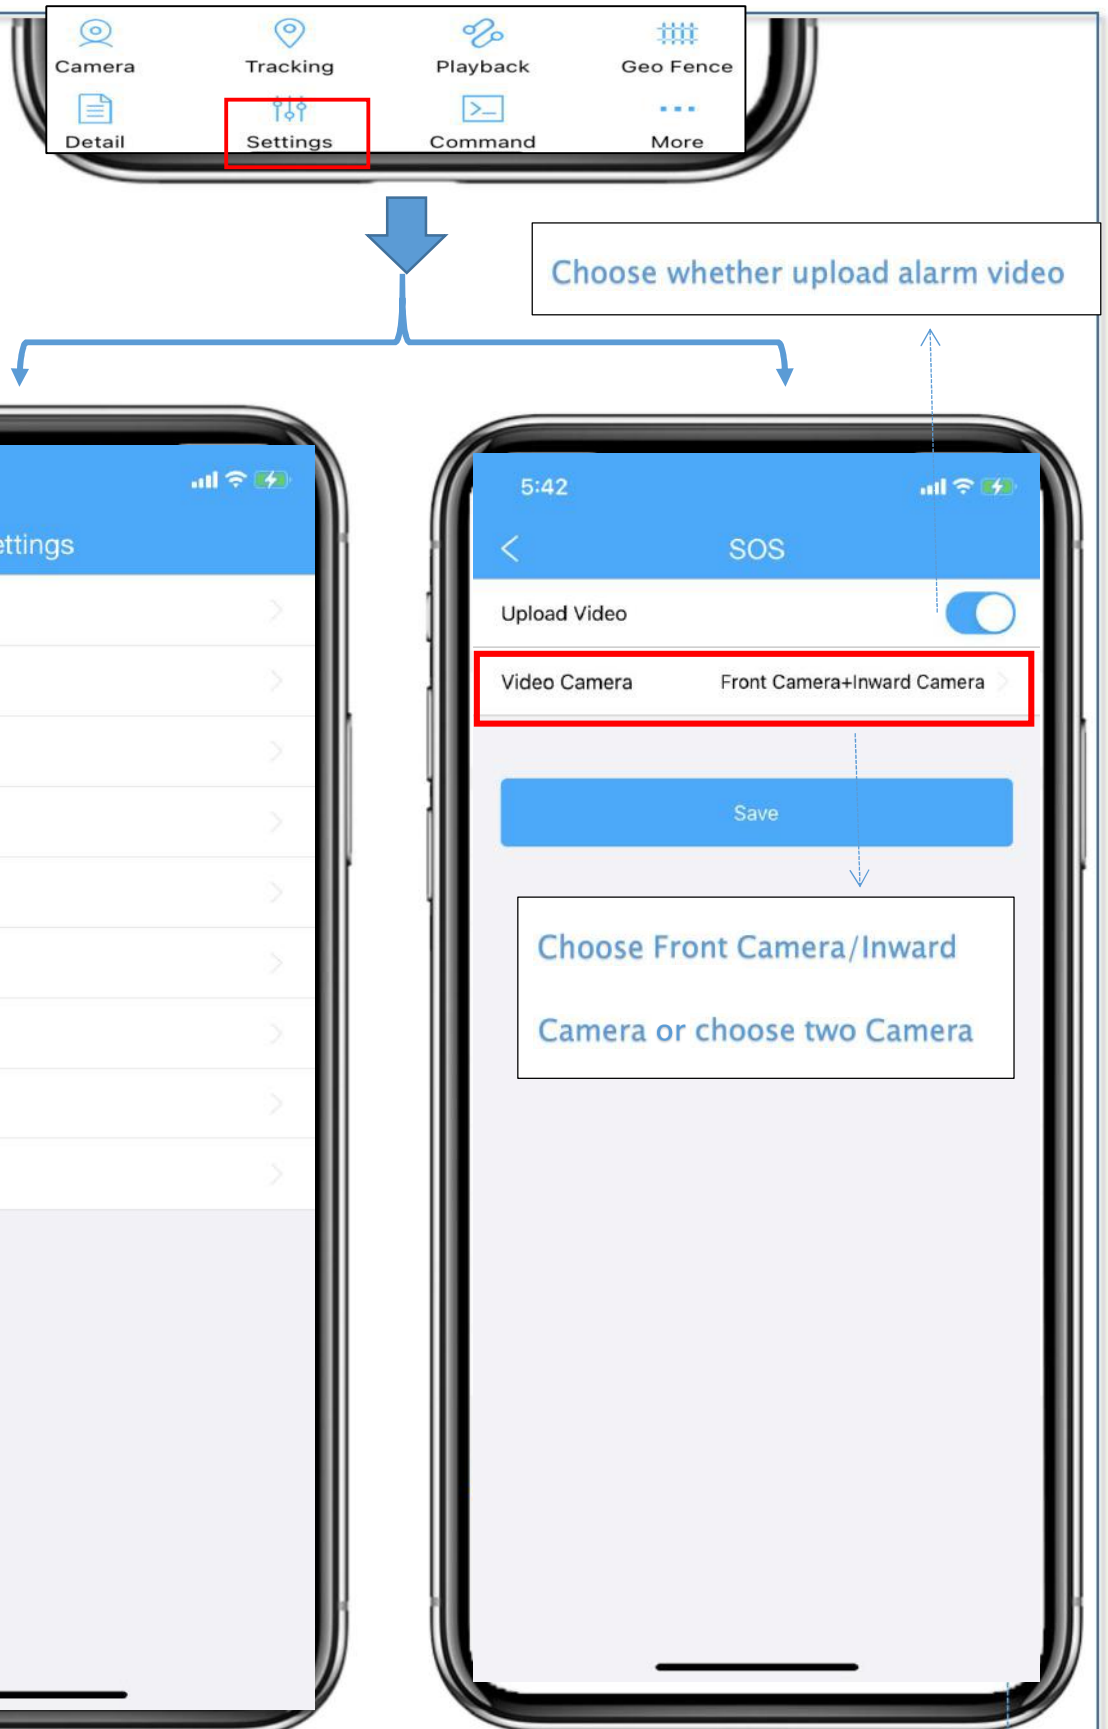 Camera Tracking Playback Geo Fence
Detail Settings Command More
Choose whether upload alarm video
ettings
5:42
SOS
Upload Video
Video Camera Front Camera+Inward Camera
Save
Choose Front Camera/Inward
Camera or choose two Camera